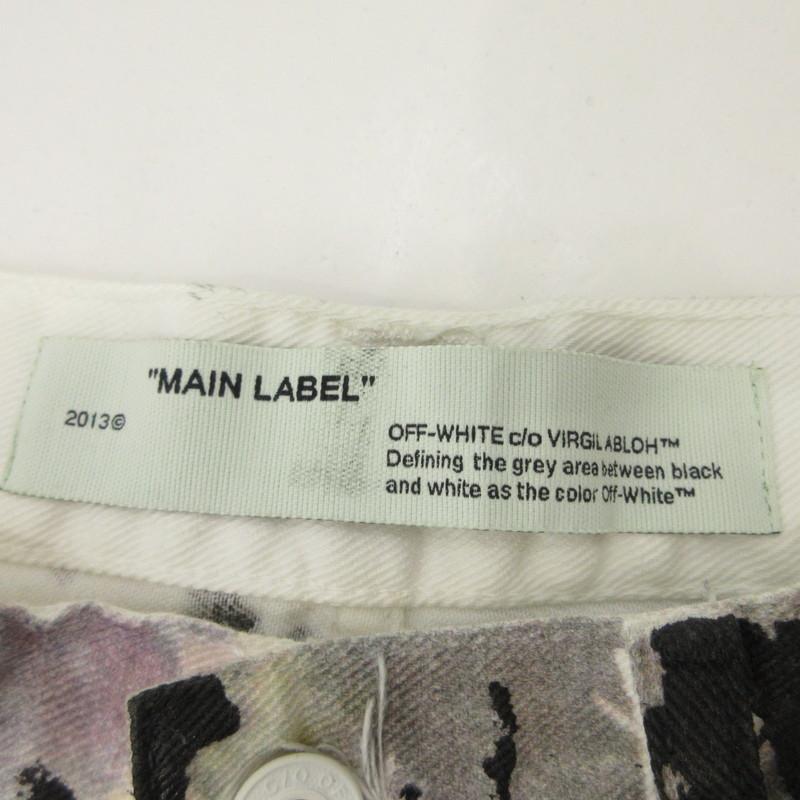 "MAIN LABEL"
2013©
OFF-WHITE c/o VIRGIL ABLOH™
Defining the grey area between black
and white as the color Off-White™
C/O OF